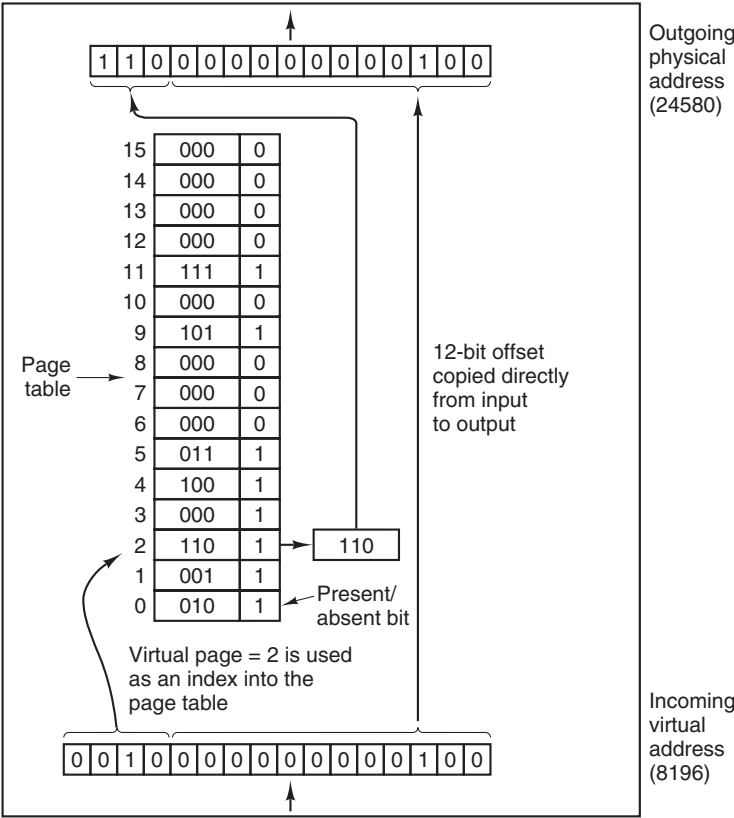 Outgoing
physical
address
(24580)
1 1 0 0 0 0 0 0 0 0 0 0 1 0 0
15 000 0
14 000 0
13 000 0
12 000 0
11 111 1
10 000 0
9 101 1
8 000 0
7 000 0
6 000 0
5 011 1
4 100 1
3 000 1
2 110 1
1 001 1
0 010 1
Page
table
110
12-bit offset
copied directly
from input
to output
Present/
absent bit
Virtual page = 2 is used
as an index into the
page table
0 0 1 0 0 0 0 0 0 0 0 0 0 1 0 0
Incoming
virtual
address
(8196)